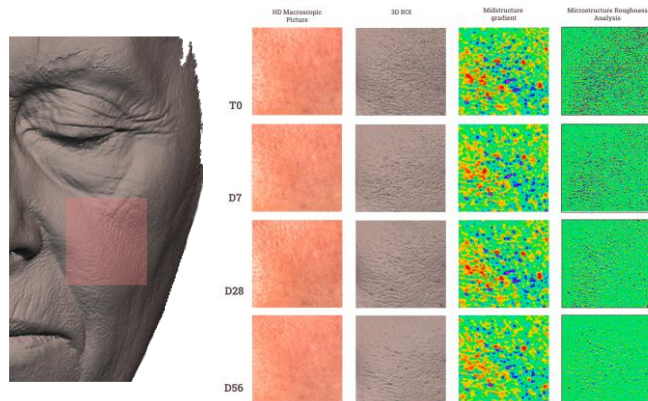 HD Macroscopic
Picture
3D ROI
Midstructure
gradient
Microstructure Roughness
Analysis
T0
D7
D28
D56